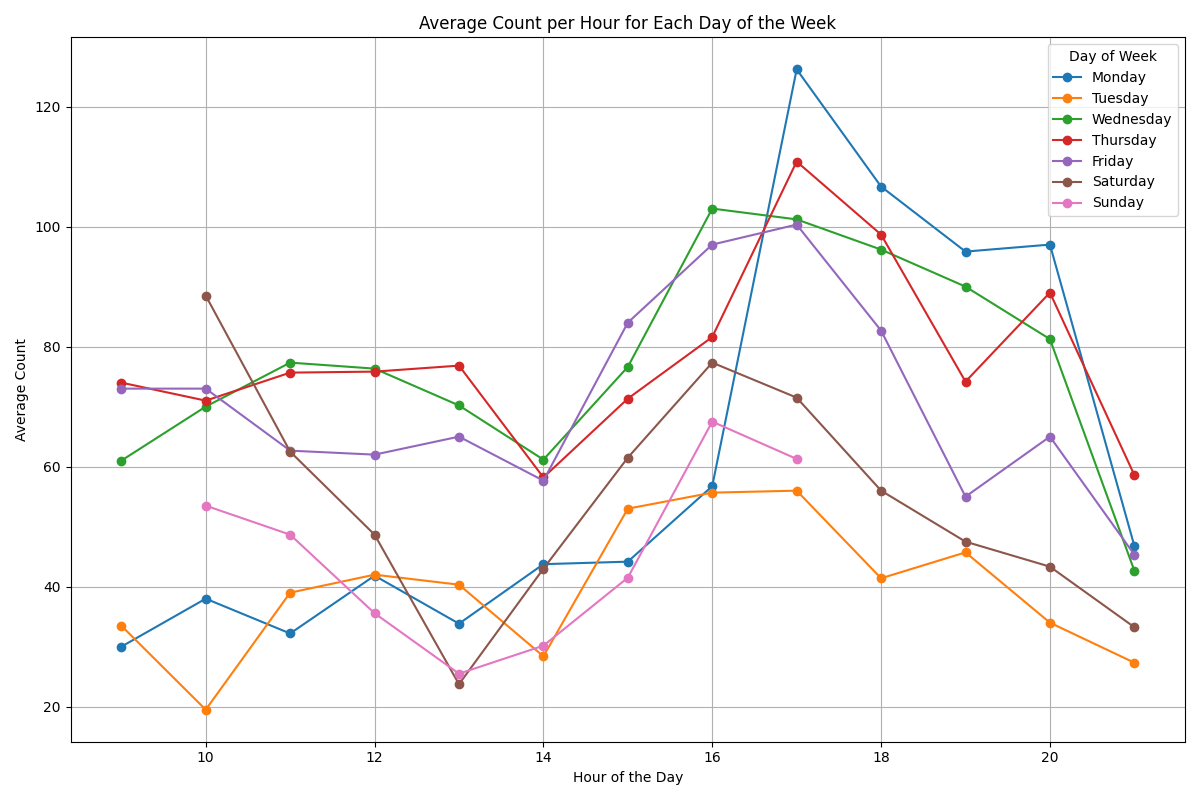 Average Count per Hour for Each Day of the Week
Day of Week
Monday
Tuesday
Wednesday
Thursday
Friday
Saturday
Sunday
Average Count
120
100
80
60
40
20
10 12 14 16 18 20
Hour of the Day